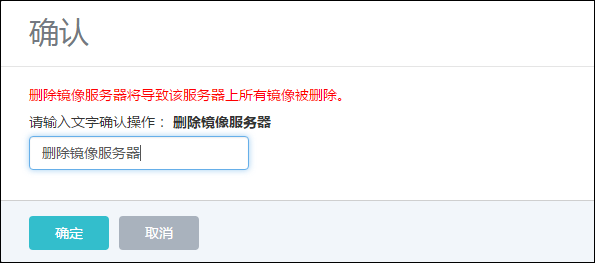 确认
删除镜像服务器将导致该服务器上所有镜像被删除。
请输入文字确认操作： 删除镜像服务器
删除镜像服务器
确定 取消